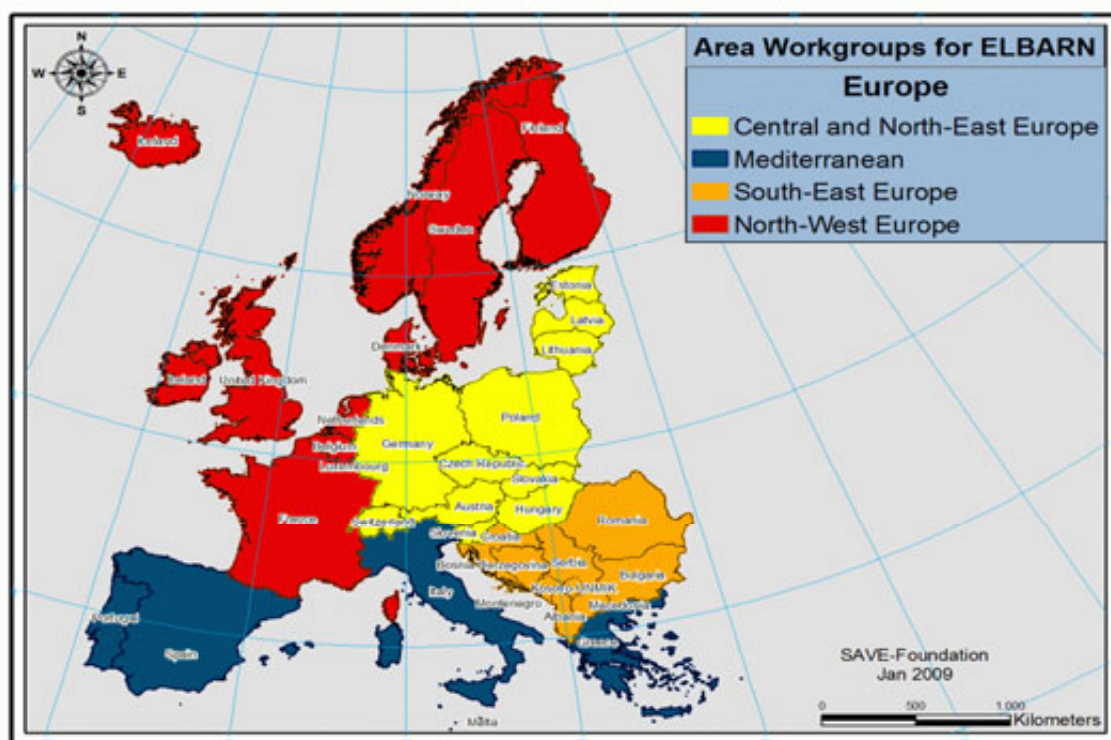 N
W E
S
Area Workgroups for ELBARN
Europe
Central and North-East Europe
Mediterranean
South-East Europe
North-West Europe
Iceland
Finland
Norway
Sweden
Estonia
Latvia
Lithuania
Denmark
Ireland
United Kingdom
Netherlands
Belgium
Luxembourg
Germany
Poland
Czech Republic
Slovakia
Austria
Hungary
Switzerland
Slovenia
Croatia
France
Romania
Bosnia Herzegovina
Serbia
Bulgaria
Kosovo UNMIK
Italy
Montenegro
Macedonia
Albania
Greece
Portugal
Spain
Malta
SAVE-Foundation
Jan 2009
0 500 1.000
Kilometers